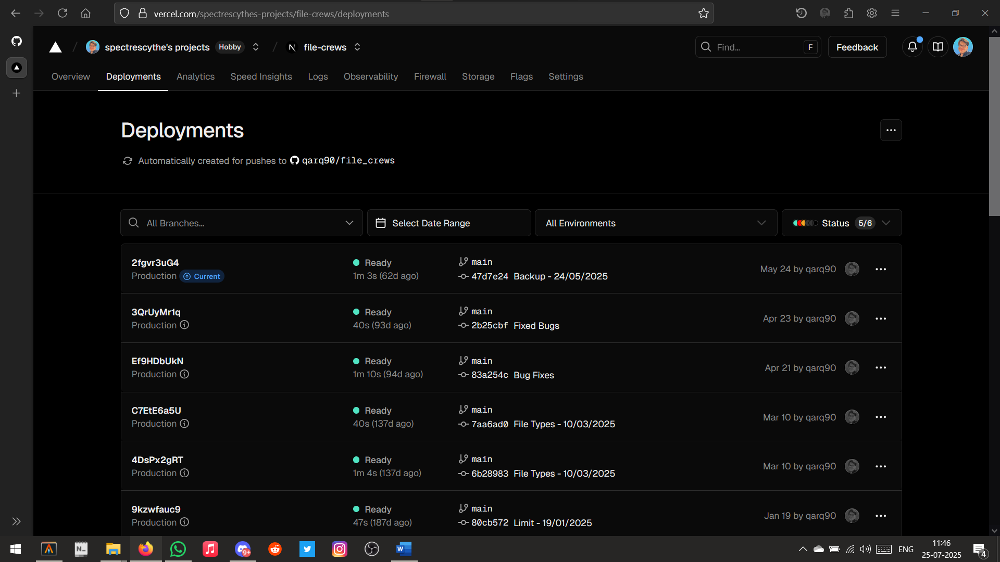 vercel.com/spectrescythes-projects/file-crews/deployments
spectrescythe's projects Hobby
N file-crews
Find... F
Feedback
Overview Deployments Analytics Speed Insights Logs Observability Firewall Storage Flags Settings
Deployments
Automatically created for pushes to qarq90/file_crews
All Branches... Select Date Range All Environments Status 5/6
2fgvr3uG4 Ready main
Production Current 1m 3s (62d ago) 47d7e24 Backup - 24/05/2025 May 24 by qarq90
3QrUyMr1q Ready main
Production 40s (93d ago) 2b25cbf Fixed Bugs Apr 23 by qarq90
Ef9HDbUkN Ready main
Production 1m 10s (94d ago) 83a254c Bug Fixes Apr 21 by qarq90
C7EtE6a5U Ready main
Production 40s (137d ago) 7aa6ad0 File Types - 10/03/2025 Mar 10 by qarq90
4DsPx2gRT Ready main
Production 1m 4s (137d ago) 6b28983 File Types - 10/03/2025 Mar 10 by qarq90
9kzwfauc9 Ready main
Production 47s (187d ago) 80cb572 Limit - 19/01/2025 Jan 19 by qarq90
N_ 9+ W ENG 11:46
25-07-2025 4